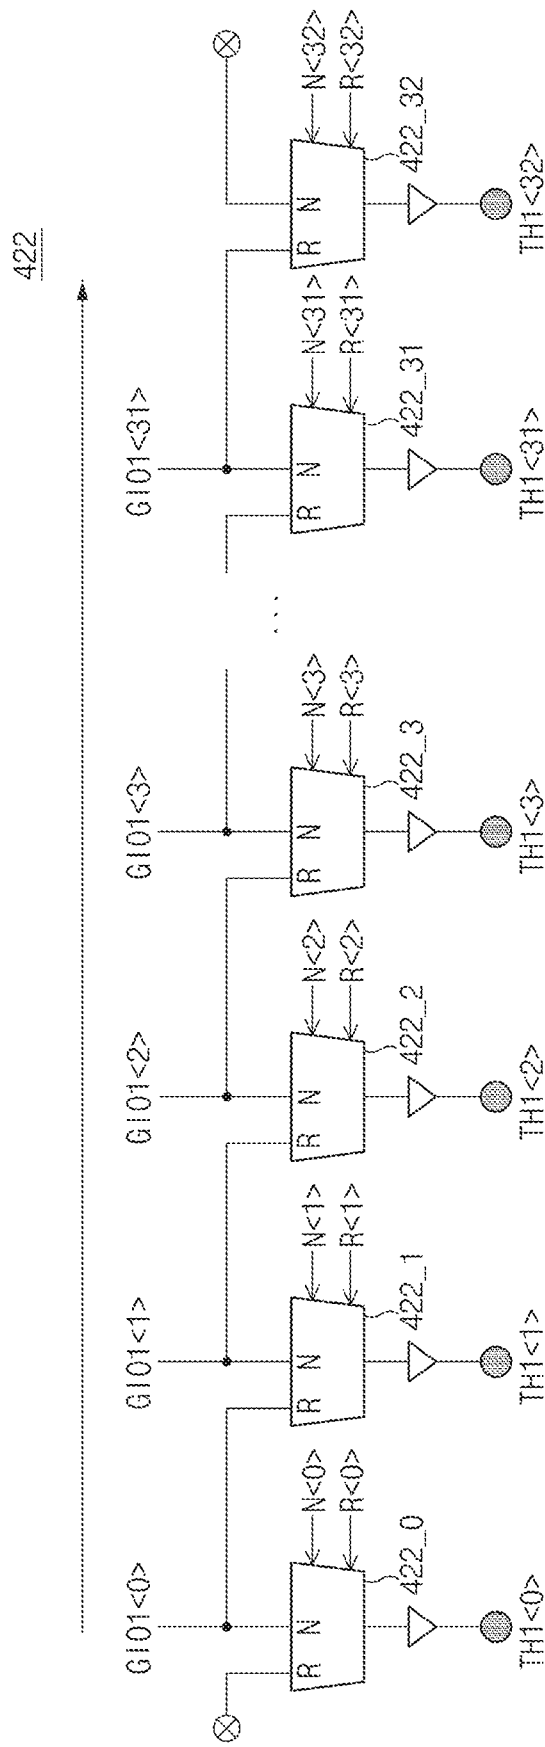 422
GIO1<0>
GIO1<1>
GIO1<2>
GIO1<3>
GIO1<31>
R N
N<0>
R<0>
422_0
TH1<0>
R N
N<1>
R<1>
422_1
TH1<1>
R N
N<2>
R<2>
422_2
TH1<2>
R N
N<3>
R<3>
422_3
TH1<3>
...
R N
N<31>
R<31>
422_31
TH1<31>
R N
N<32>
R<32>
422_32
TH1<32>